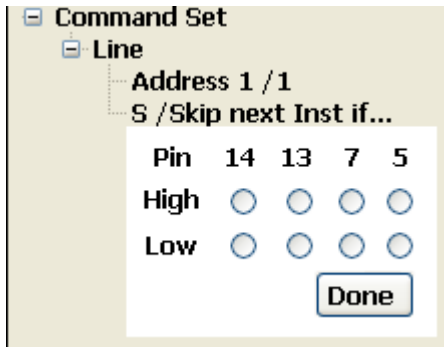 Command Set
Line
Address 1 /1
S /Skip next Inst if...
Pin 14 13 7 5
High
Low
Done